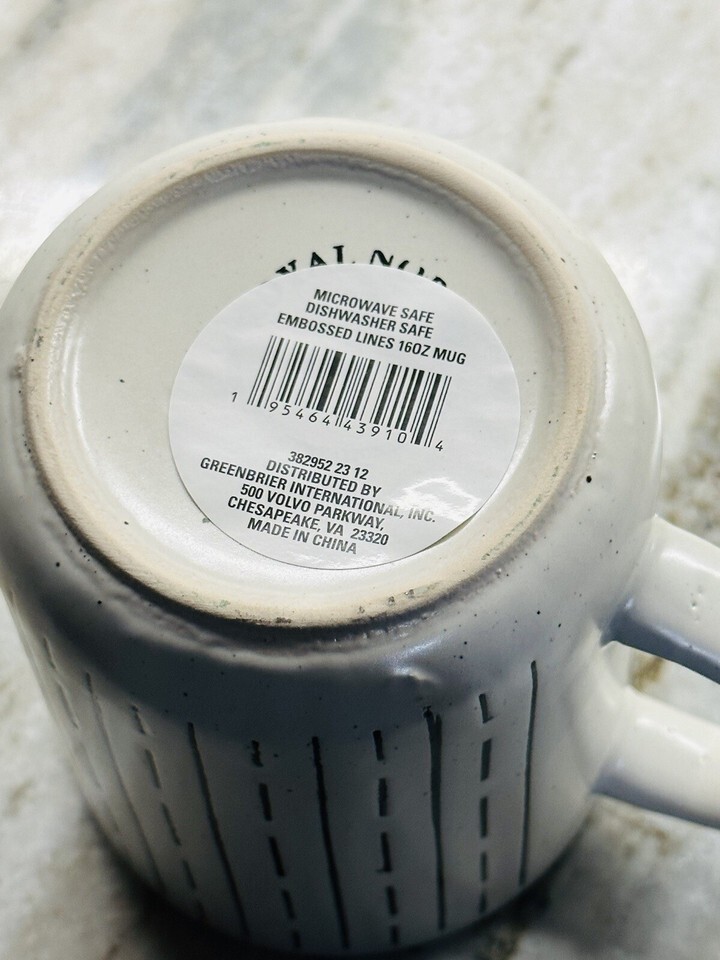 MICROWAVE SAFE
DISHWASHER SAFE
EMBOSSED LINES 16OZ MUG
1 95464 43910 4
382952 23 12
DISTRIBUTED BY
GREENBRIER INTERNATIONAL, INC.
500 VOLVO PARKWAY,
CHESAPEAKE, VA 23320
MADE IN CHINA